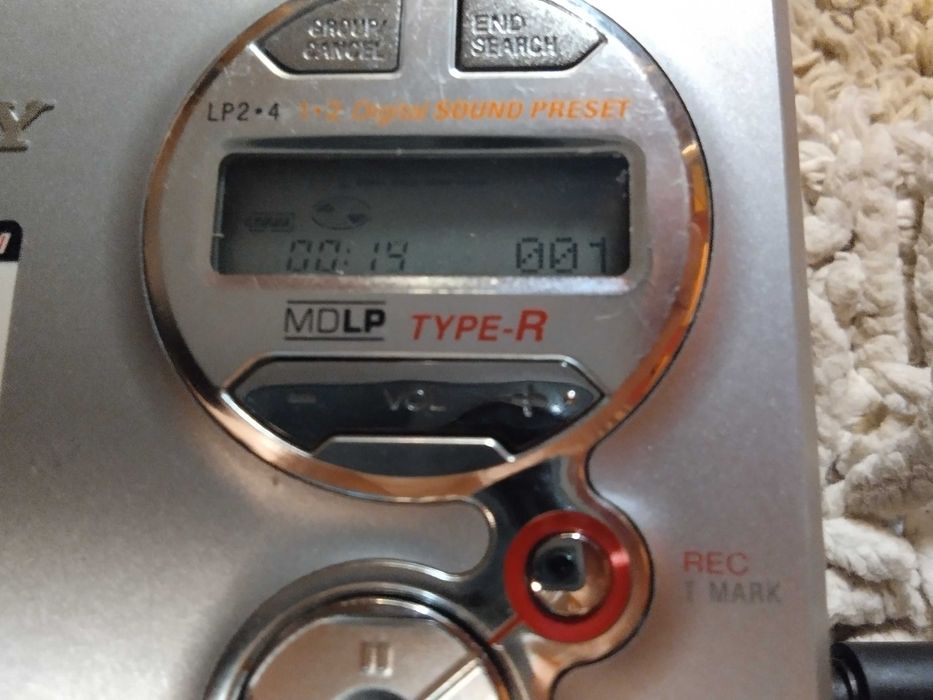 GROUP/
CANCEL
END
SEARCH
LP2•4 1•2 Digital SOUND PRESET
Y
00:14 001
MDLP TYPE-R
− VOL +
REC
T MARK